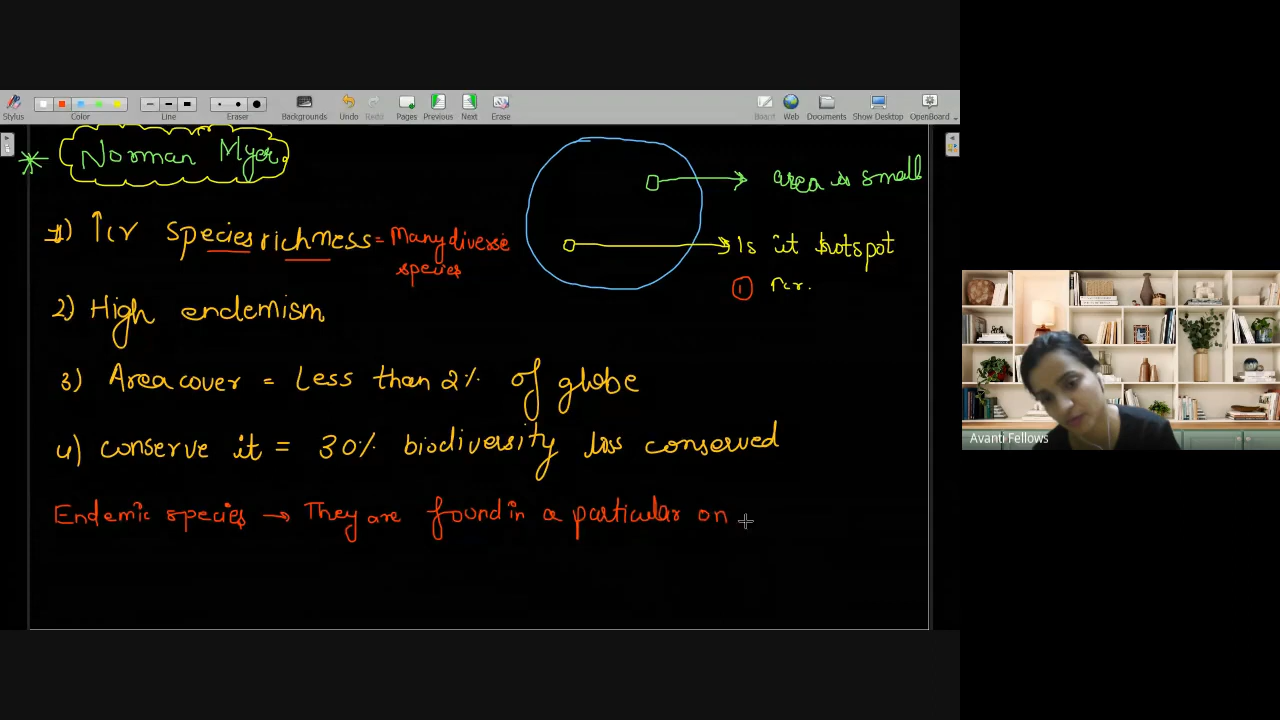 Stylus
Color
Line
Eraser
Backgrounds
Undo
Redo
Pages
Previous
Next
Erase
Board
Web
Documents
Show Desktop
OpenBoard
Norman Myer
area is small
1) ↑ cr species richness = Many diverse
species
Is it hotspot
①
2) High endemism
3) Area cover = Less than 2% of globe
4) conserve it = 30% biodiversity conserved
Endemic species → They are found in a particular on
Avanti Fellows